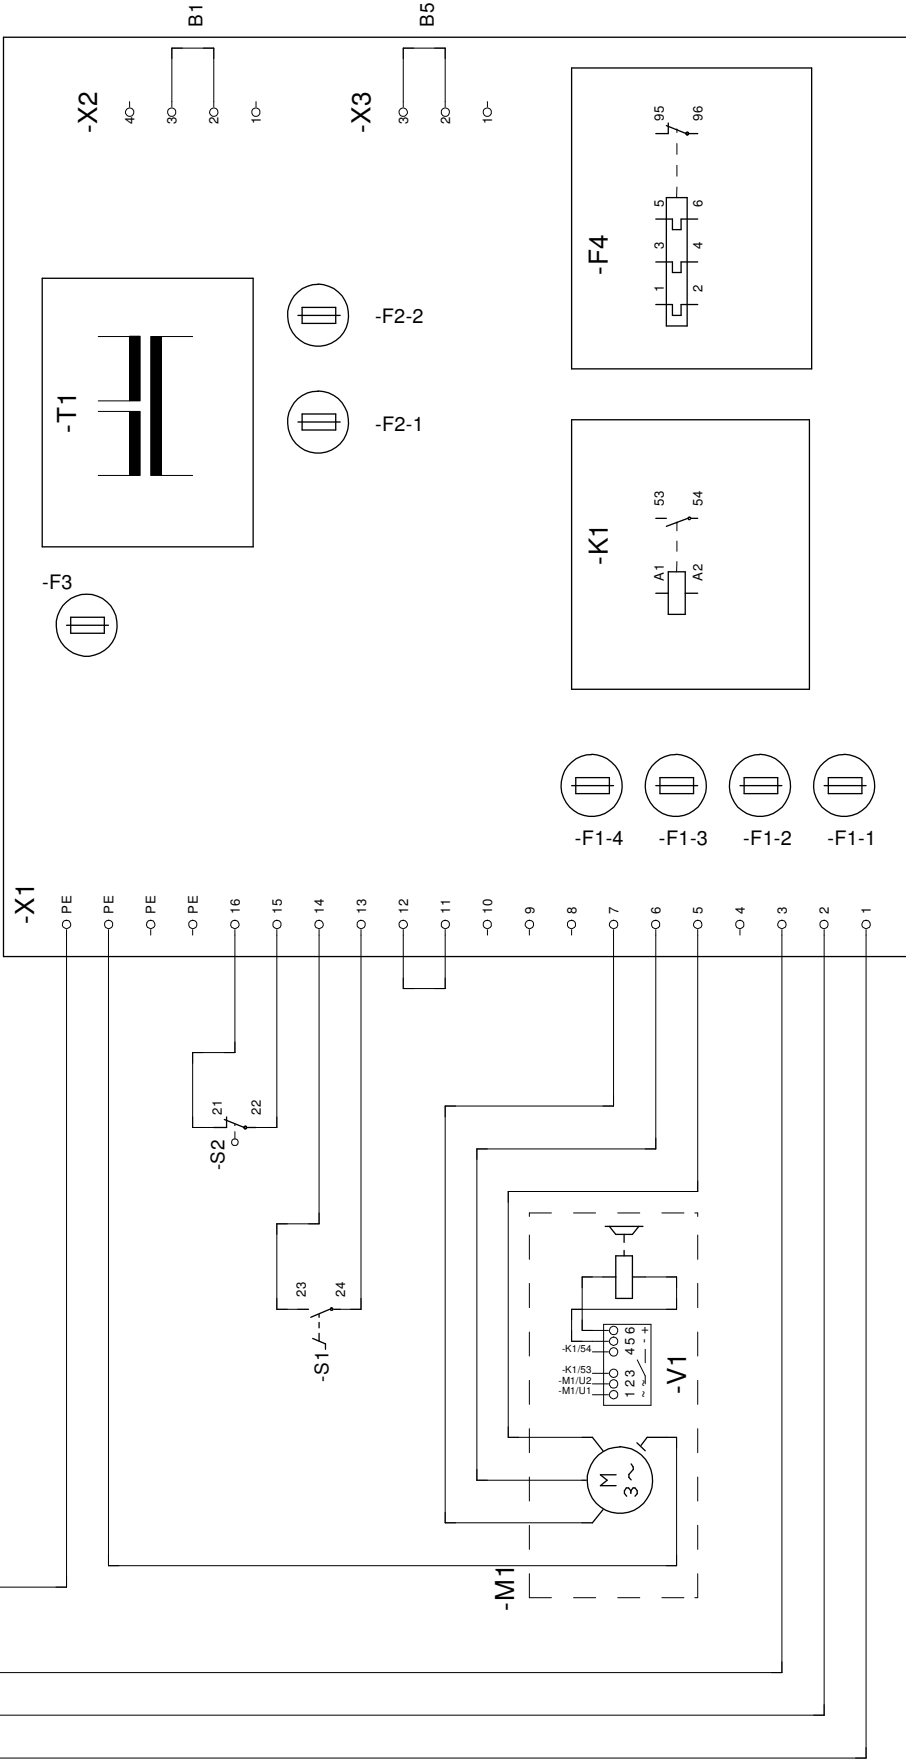 B1
B5
-X2
4
3
2
1
-X3
3
2
1
-T1
-F2-2
-F2-1
-F3
-F4
1 3 5
2 4 6
95
96
-K1
A1
A2
53
54
-F1-4
-F1-3
-F1-2
-F1-1
-X1
PE
PE
PE
PE
16
15
14
13
12
11
10
9
8
7
6
5
4
3
2
1
-S2
21
22
-S1
23
24
-M1
M
3~
-K1/54
-K1/53
-M1/U2
-M1/U1
1 2 3 4 5 6
~ ~ - +
-V1